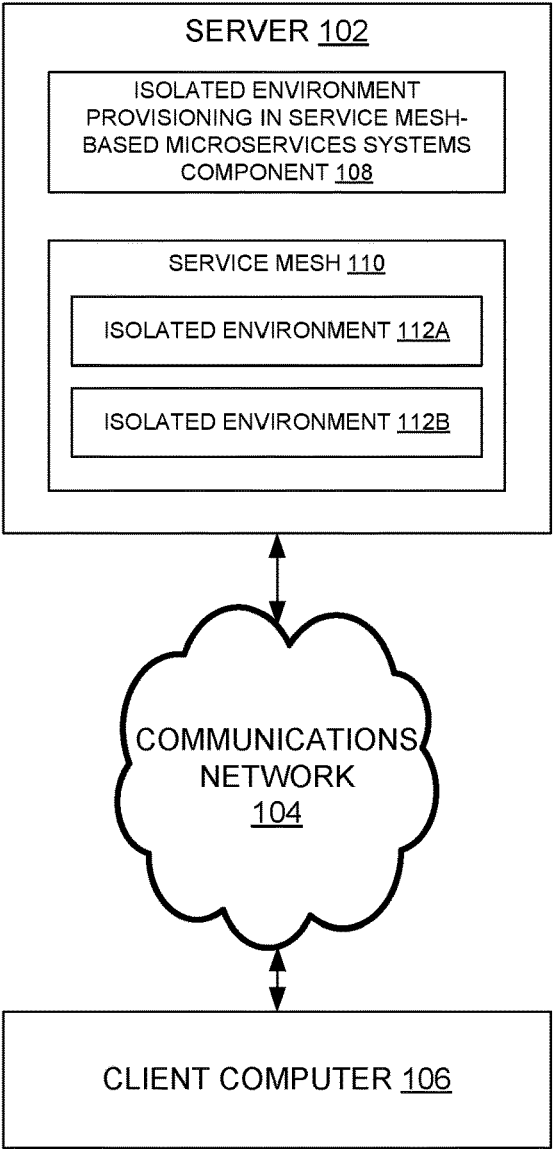 SERVER 102
ISOLATED ENVIRONMENT
PROVISIONING IN SERVICE MESH-
BASED MICROSERVICES SYSTEMS
COMPONENT 108
SERVICE MESH 110
ISOLATED ENVIRONMENT 112A
ISOLATED ENVIRONMENT 112B
COMMUNICATIONS
NETWORK
104
CLIENT COMPUTER 106